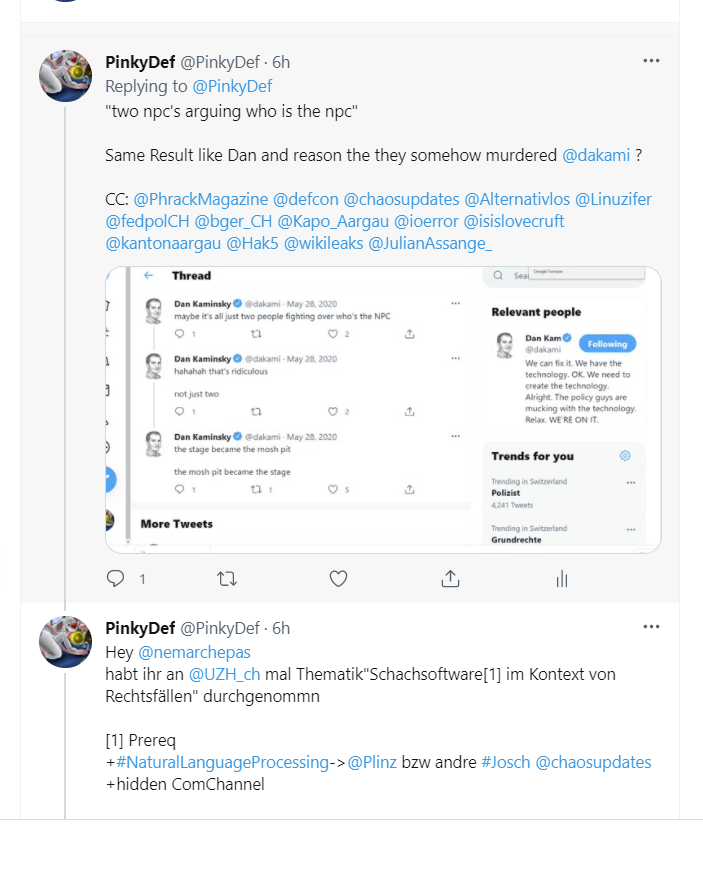 PinkyDef @PinkyDef · 6h
Replying to @PinkyDef
"two npc's arguing who is the npc"
Same Result like Dan and reason the they somehow murdered @dakami ?
CC: @PhrackMagazine @defcon @chaosupdates @Alternativlos @Linuzifer
@fedpolCH @bger_CH @Kapo_Aargau @ioerror @isislovecruft
@kantonaargau @Hak5 @wikileaks @JulianAssange_
Thread
Dan Kaminsky @dakami · May 28, 2020
maybe it's all just two people fighting over who's the NPC
1 2
Dan Kaminsky @dakami · May 28, 2020
hahahah that's ridiculous
not just two
1 2
Dan Kaminsky @dakami · May 28, 2020
the stage became the mosh pit
the mosh pit became the stage
1 1 5
More Tweets
Sea
Google Translate
Relevant people
Dan Kam
@dakami
Following
We can fix it. We have the
technology. OK. We need to
create the technology.
Alright. The policy guys are
mucking with the technology.
Relax. WE'RE ON IT.
Trends for you
Trending in Switzerland
Polizist
4,241 Tweets
Trending in Switzerland
Grundrechte
1
PinkyDef @PinkyDef · 6h
Hey @nemarchepas
habt ihr an @UZH_ch mal Thematik"Schachsoftware[1] im Kontext von
Rechtsfällen" durchgenommn
[1] Prereq
+#NaturalLanguageProcessing->@Plinz bzw andre #Josch @chaosupdates
+hidden ComChannel